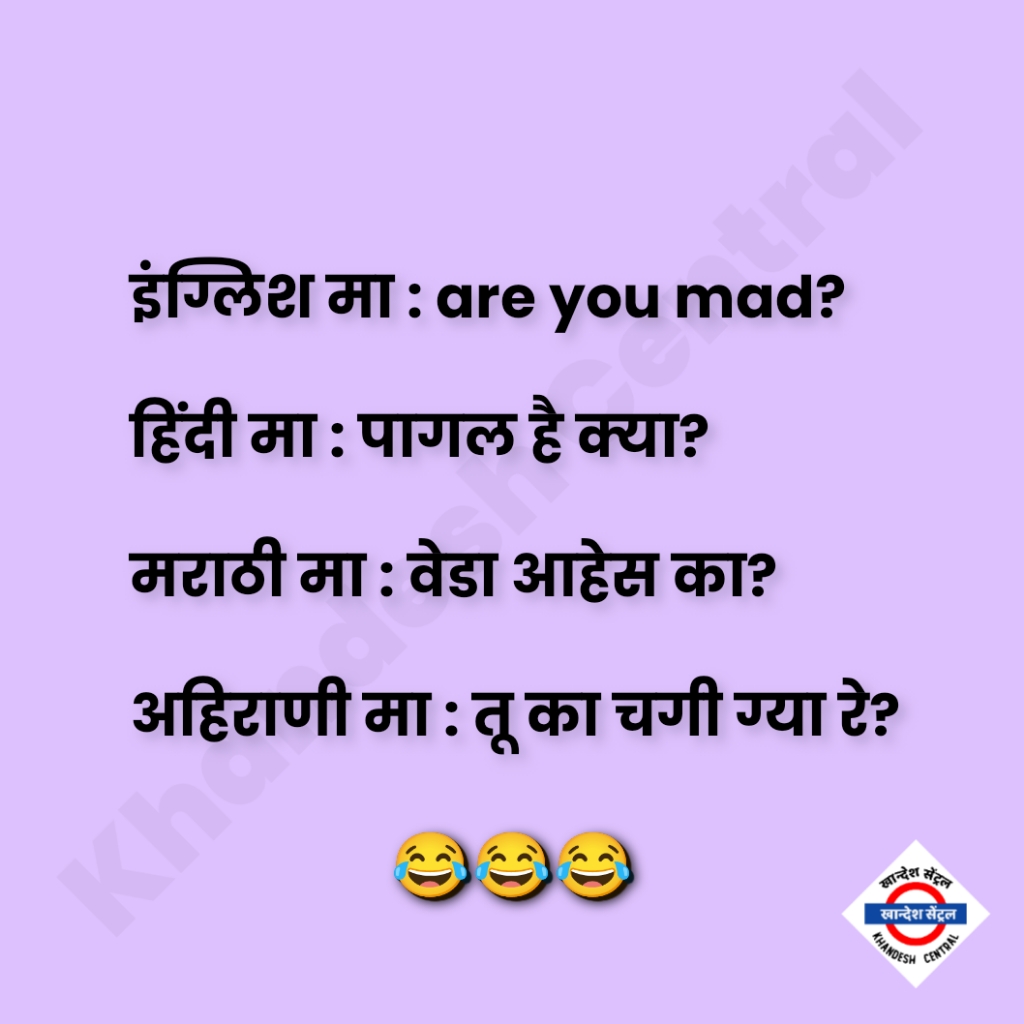 इंग्लिश मा : are you mad?
हिंदी मा : पागल है क्या?
मराठी मा : वेडा आहेस का?
अहिराणी मा : तू का चगी ग्या रे?
😂😂😂
Khandesh Central
खान्देश सेंट्रल
खान्देश सेंट्रल
KHANDESH CENTRAL